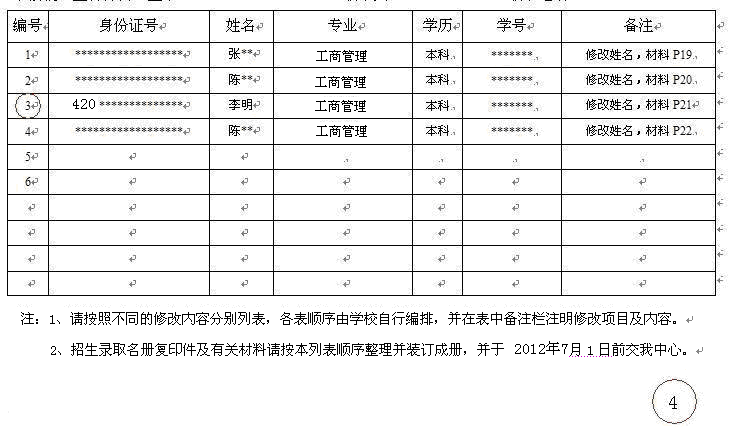 编号 身份证号 姓名 专业 学历 学号 备注
1 ****************** 张** 工商管理 本科 ******* 修改姓名，材料 P19
2 ****************** 陈** 工商管理 本科 ******* 修改姓名，材料 P20
3 420************** 李明 工商管理 本科 ******* 修改姓名，材料 P21
4 ****************** 陈** 工商管理 本科 ******* 修改姓名，材料 P22
5
6
注：1、请按照不同的修改内容分别列表，各表顺序由学校自行编排，并在表中备注栏注明修改项目及内容。
2、招生录取名册复印件及有关材料请按本列表顺序整理并装订成册，并于 2012年7月1日前交我中心。
4